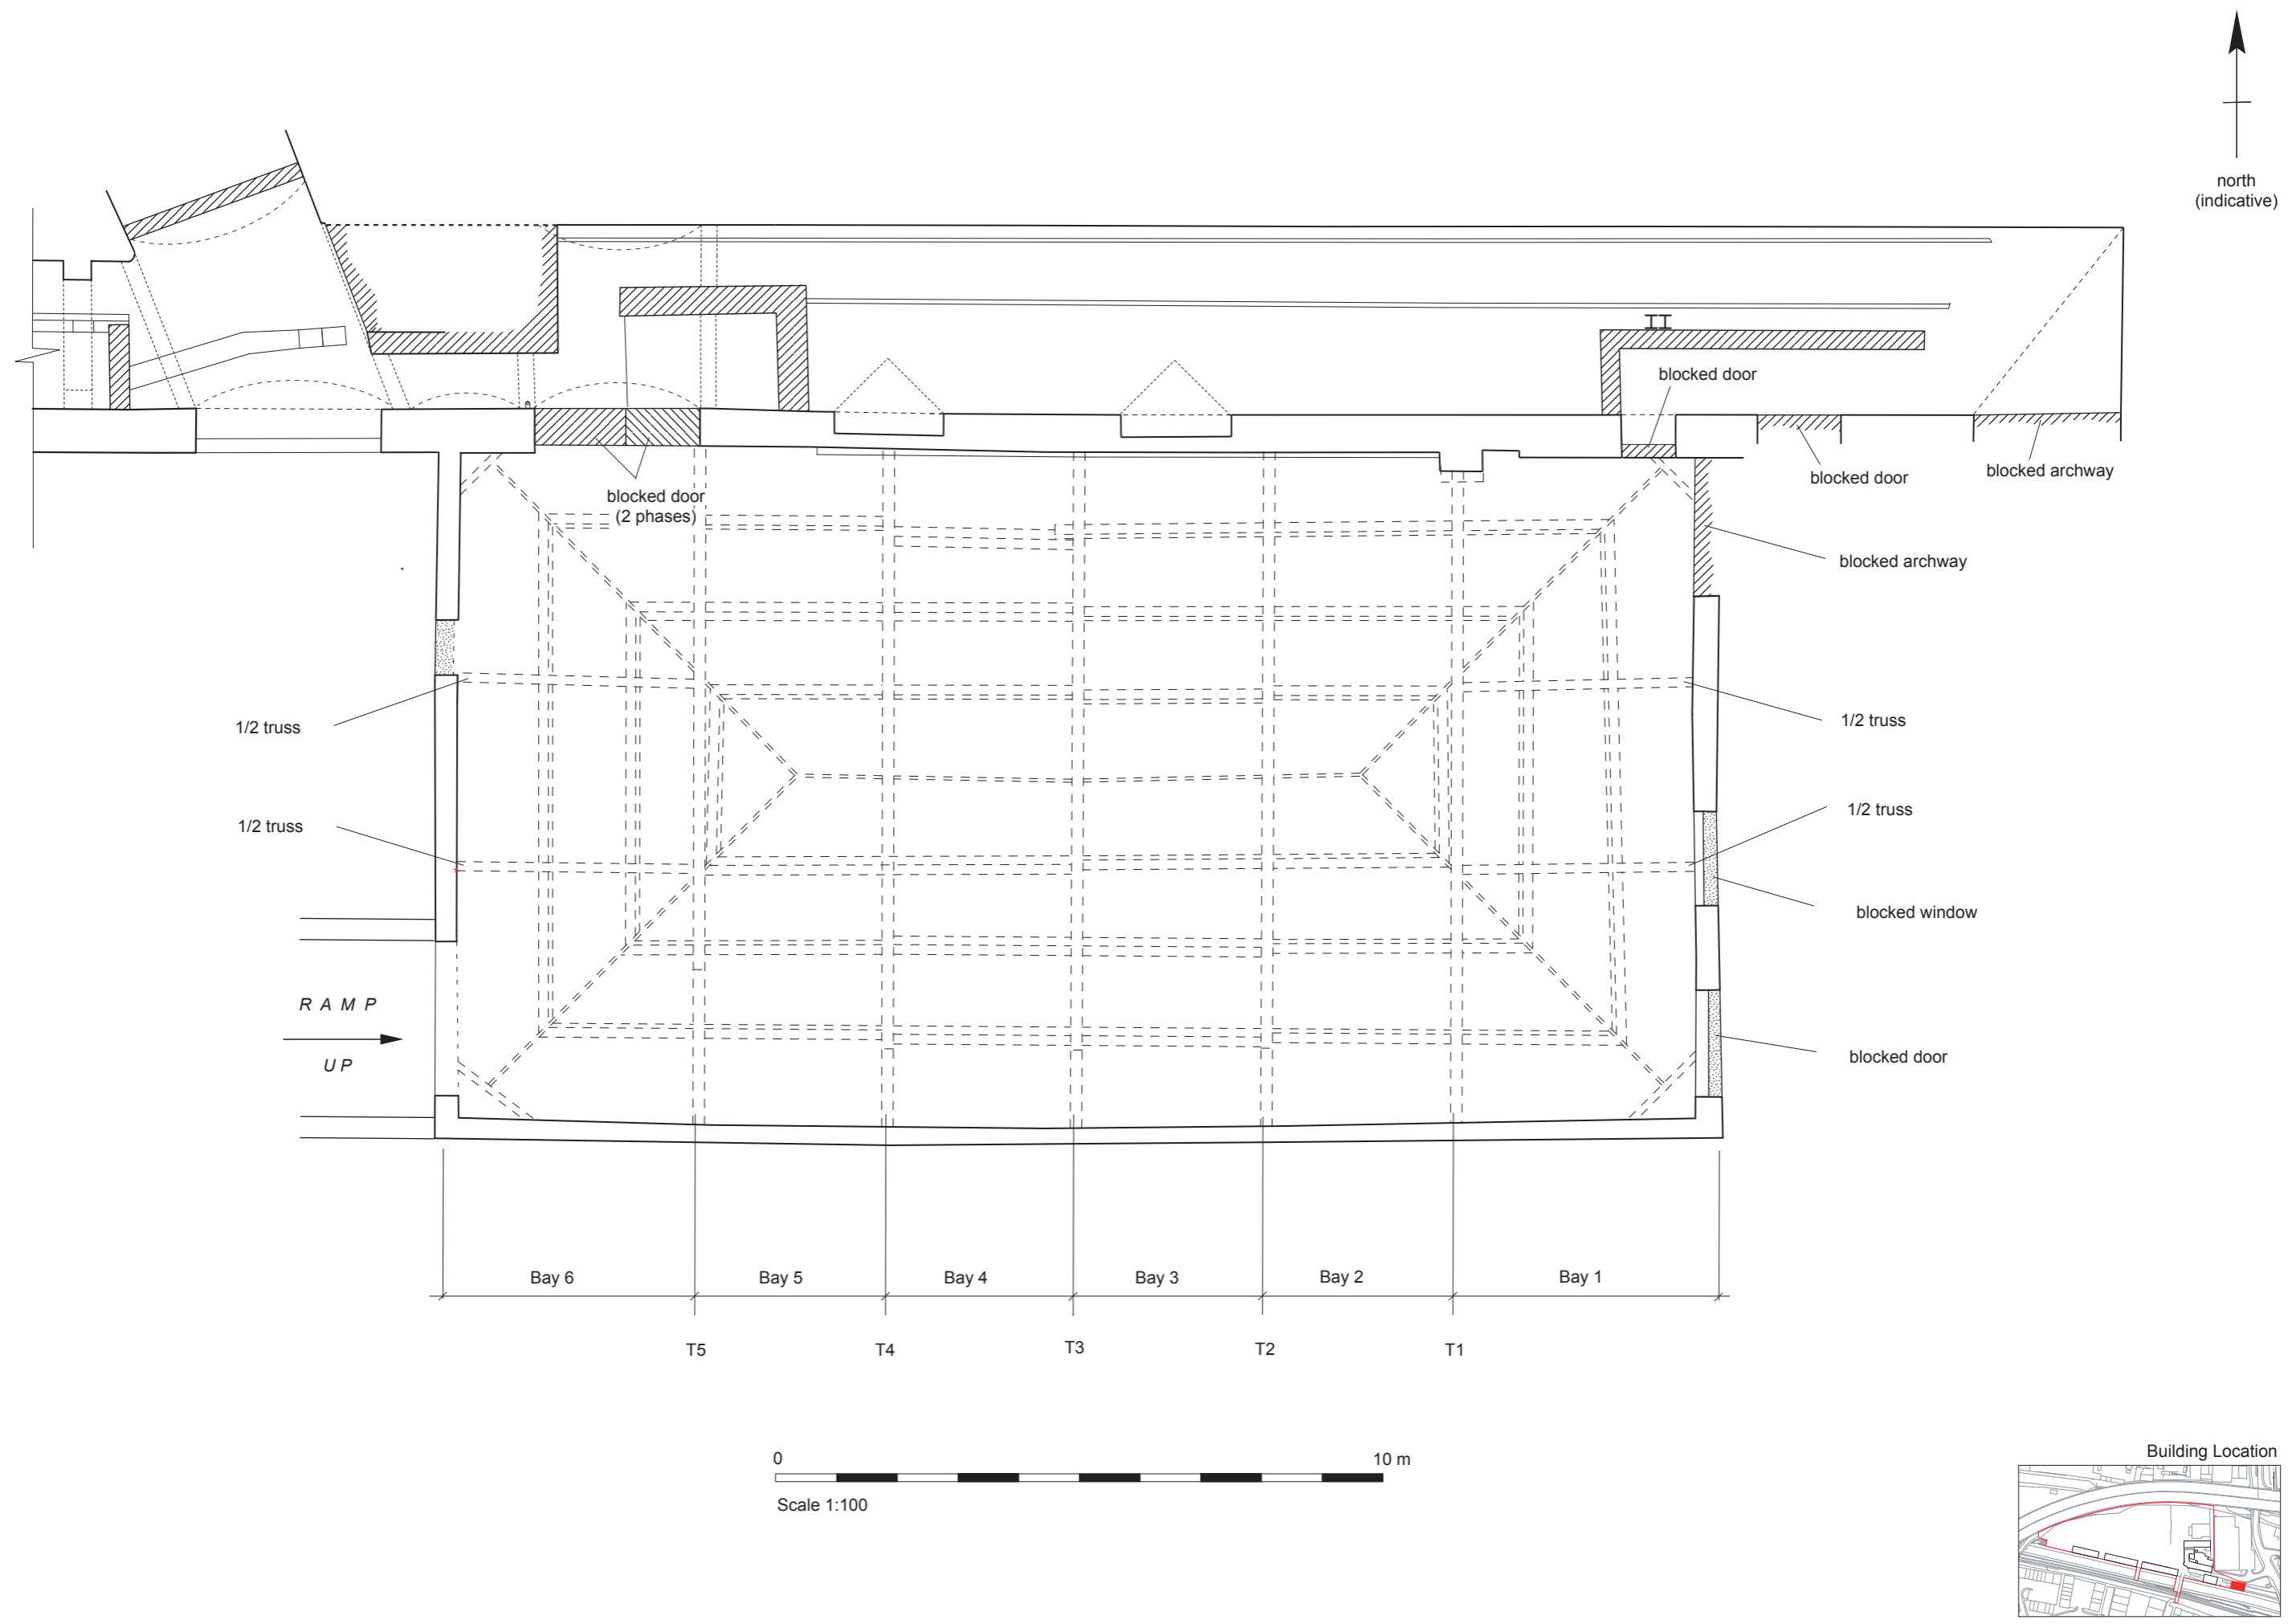 north
(indicative)
blocked door
blocked door
blocked archway
blocked door
(2 phases)
blocked archway
1/2 truss
1/2 truss
1/2 truss
1/2 truss
blocked window
RAMP
UP
blocked door
Bay 6
Bay 5
Bay 4
Bay 3
Bay 2
Bay 1
T5
T4
T3
T2
T1
0
10 m
Scale 1:100
Building Location